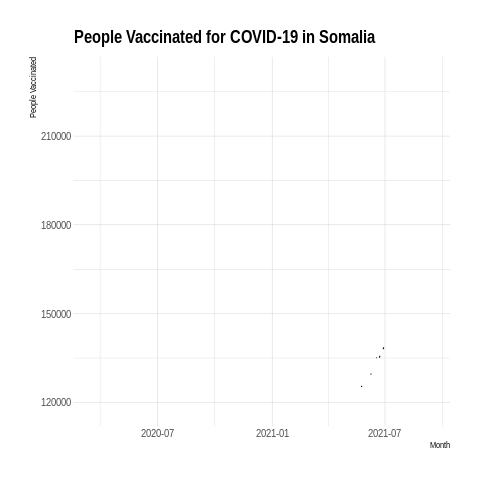 People Vaccinated for COVID-19 in Somalia
People Vaccinated
210000
180000
150000
120000
2020-07
2021-01
2021-07
Month